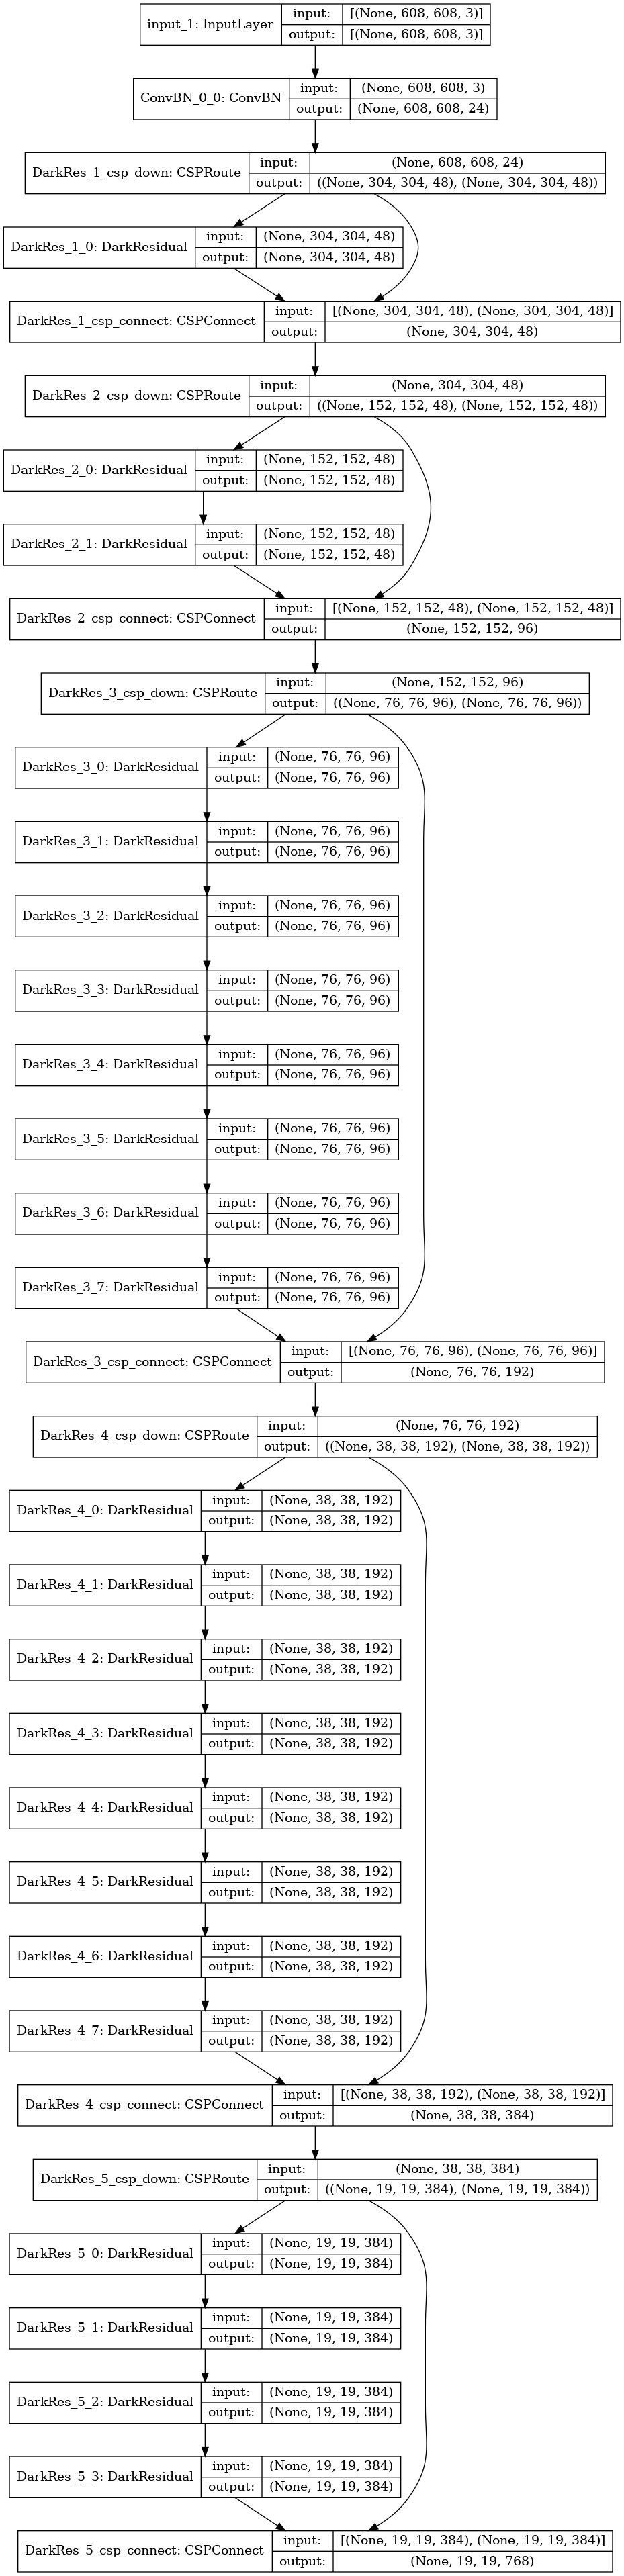 input_1: InputLayer
input: [(None, 608, 608, 3)]
output: [(None, 608, 608, 3)]
ConvBN_0_0: ConvBN
input: (None, 608, 608, 3)
output: (None, 608, 608, 24)
DarkRes_1_csp_down: CSPRoute
input: (None, 608, 608, 24)
output: ((None, 304, 304, 48), (None, 304, 304, 48))
DarkRes_1_0: DarkResidual
input: (None, 304, 304, 48)
output: (None, 304, 304, 48)
DarkRes_1_csp_connect: CSPConnect
input: [(None, 304, 304, 48), (None, 304, 304, 48)]
output: (None, 304, 304, 48)
DarkRes_2_csp_down: CSPRoute
input: (None, 304, 304, 48)
output: ((None, 152, 152, 48), (None, 152, 152, 48))
DarkRes_2_0: DarkResidual
input: (None, 152, 152, 48)
output: (None, 152, 152, 48)
DarkRes_2_1: DarkResidual
input: (None, 152, 152, 48)
output: (None, 152, 152, 48)
DarkRes_2_csp_connect: CSPConnect
input: [(None, 152, 152, 48), (None, 152, 152, 48)]
output: (None, 152, 152, 96)
DarkRes_3_csp_down: CSPRoute
input: (None, 152, 152, 96)
output: ((None, 76, 76, 96), (None, 76, 76, 96))
DarkRes_3_0: DarkResidual
input: (None, 76, 76, 96)
output: (None, 76, 76, 96)
DarkRes_3_1: DarkResidual
input: (None, 76, 76, 96)
output: (None, 76, 76, 96)
DarkRes_3_2: DarkResidual
input: (None, 76, 76, 96)
output: (None, 76, 76, 96)
DarkRes_3_3: DarkResidual
input: (None, 76, 76, 96)
output: (None, 76, 76, 96)
DarkRes_3_4: DarkResidual
input: (None, 76, 76, 96)
output: (None, 76, 76, 96)
DarkRes_3_5: DarkResidual
input: (None, 76, 76, 96)
output: (None, 76, 76, 96)
DarkRes_3_6: DarkResidual
input: (None, 76, 76, 96)
output: (None, 76, 76, 96)
DarkRes_3_7: DarkResidual
input: (None, 76, 76, 96)
output: (None, 76, 76, 96)
DarkRes_3_csp_connect: CSPConnect
input: [(None, 76, 76, 96), (None, 76, 76, 96)]
output: (None, 76, 76, 192)
DarkRes_4_csp_down: CSPRoute
input: (None, 76, 76, 192)
output: ((None, 38, 38, 192), (None, 38, 38, 192))
DarkRes_4_0: DarkResidual
input: (None, 38, 38, 192)
output: (None, 38, 38, 192)
DarkRes_4_1: DarkResidual
input: (None, 38, 38, 192)
output: (None, 38, 38, 192)
DarkRes_4_2: DarkResidual
input: (None, 38, 38, 192)
output: (None, 38, 38, 192)
DarkRes_4_3: DarkResidual
input: (None, 38, 38, 192)
output: (None, 38, 38, 192)
DarkRes_4_4: DarkResidual
input: (None, 38, 38, 192)
output: (None, 38, 38, 192)
DarkRes_4_5: DarkResidual
input: (None, 38, 38, 192)
output: (None, 38, 38, 192)
DarkRes_4_6: DarkResidual
input: (None, 38, 38, 192)
output: (None, 38, 38, 192)
DarkRes_4_7: DarkResidual
input: (None, 38, 38, 192)
output: (None, 38, 38, 192)
DarkRes_4_csp_connect: CSPConnect
input: [(None, 38, 38, 192), (None, 38, 38, 192)]
output: (None, 38, 38, 384)
DarkRes_5_csp_down: CSPRoute
input: (None, 38, 38, 384)
output: ((None, 19, 19, 384), (None, 19, 19, 384))
DarkRes_5_0: DarkResidual
input: (None, 19, 19, 384)
output: (None, 19, 19, 384)
DarkRes_5_1: DarkResidual
input: (None, 19, 19, 384)
output: (None, 19, 19, 384)
DarkRes_5_2: DarkResidual
input: (None, 19, 19, 384)
output: (None, 19, 19, 384)
DarkRes_5_3: DarkResidual
input: (None, 19, 19, 384)
output: (None, 19, 19, 384)
DarkRes_5_csp_connect: CSPConnect
input: [(None, 19, 19, 384), (None, 19, 19, 384)]
output: (None, 19, 19, 768)